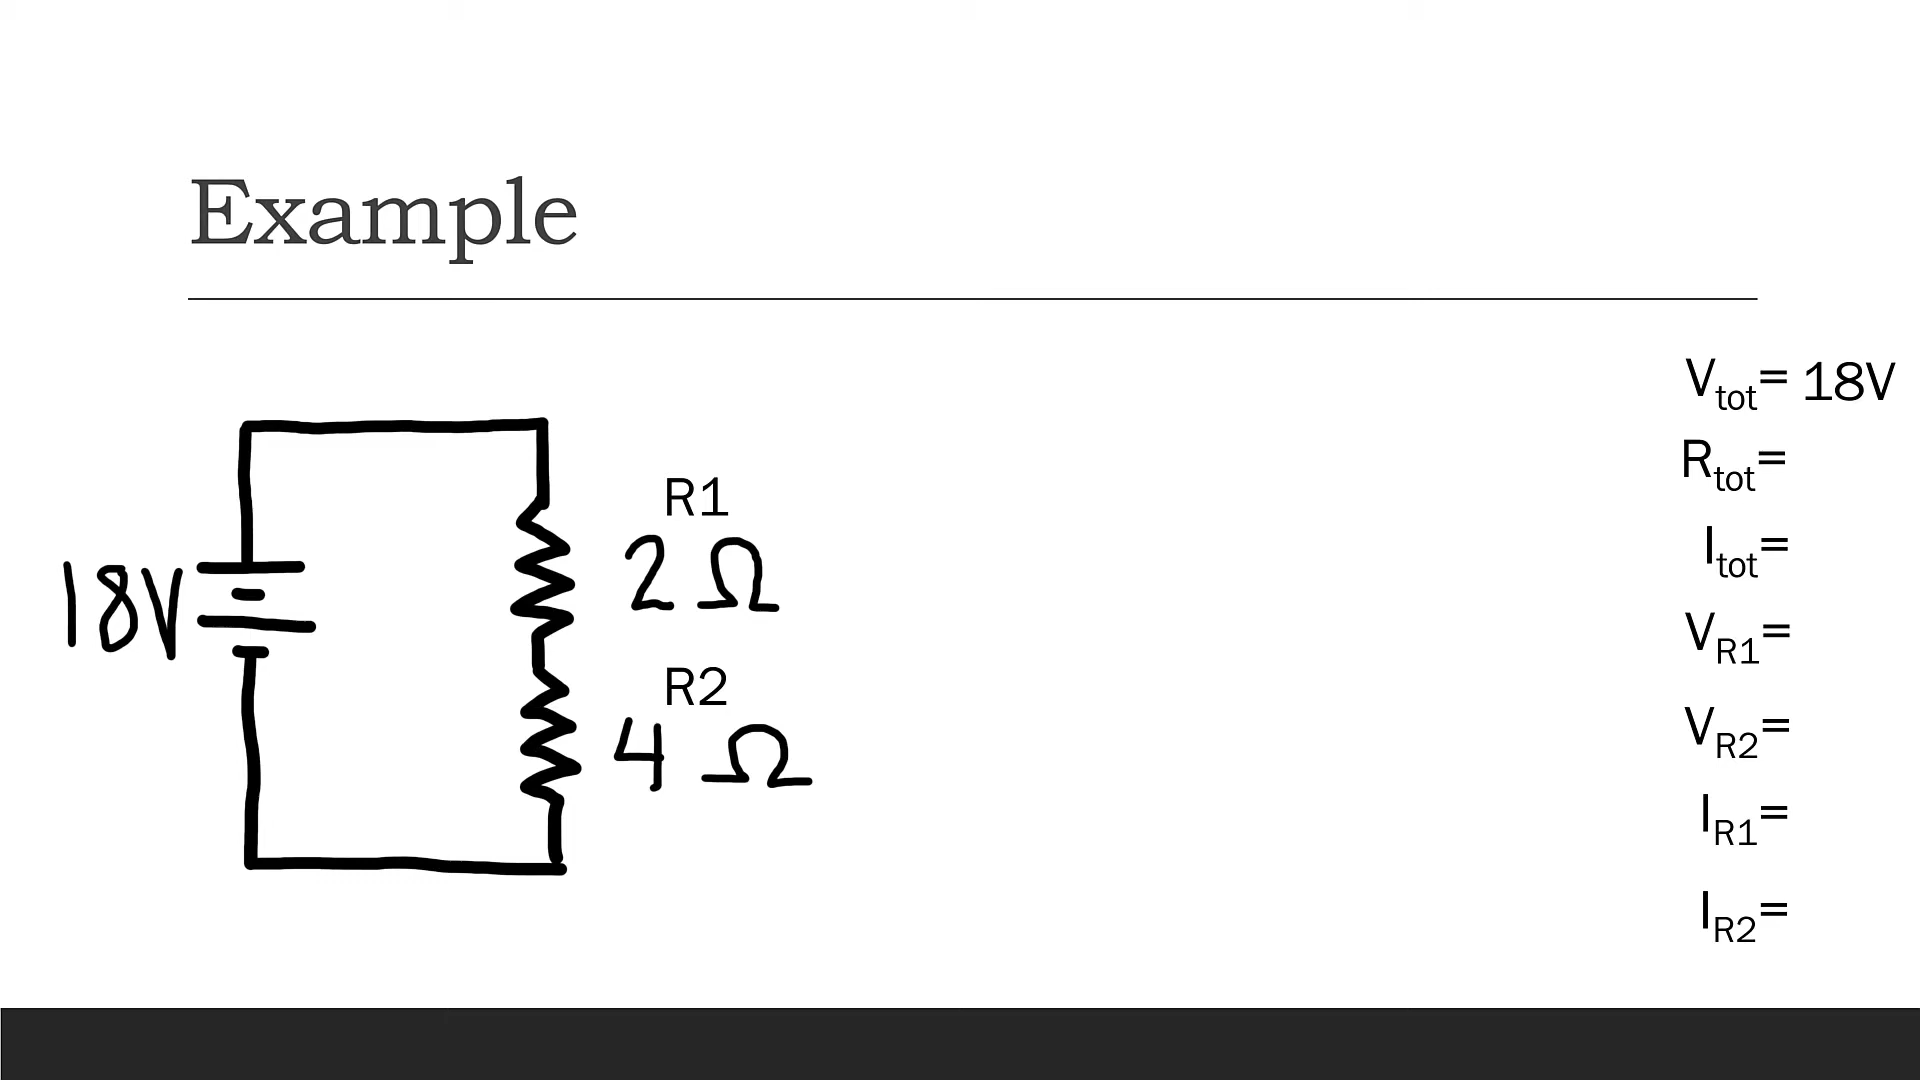 Example
18V
R1
2 Ω
R2
4 Ω
Vtot= 18V
Rtot=
Itot=
VR1=
VR2=
IR1=
IR2=